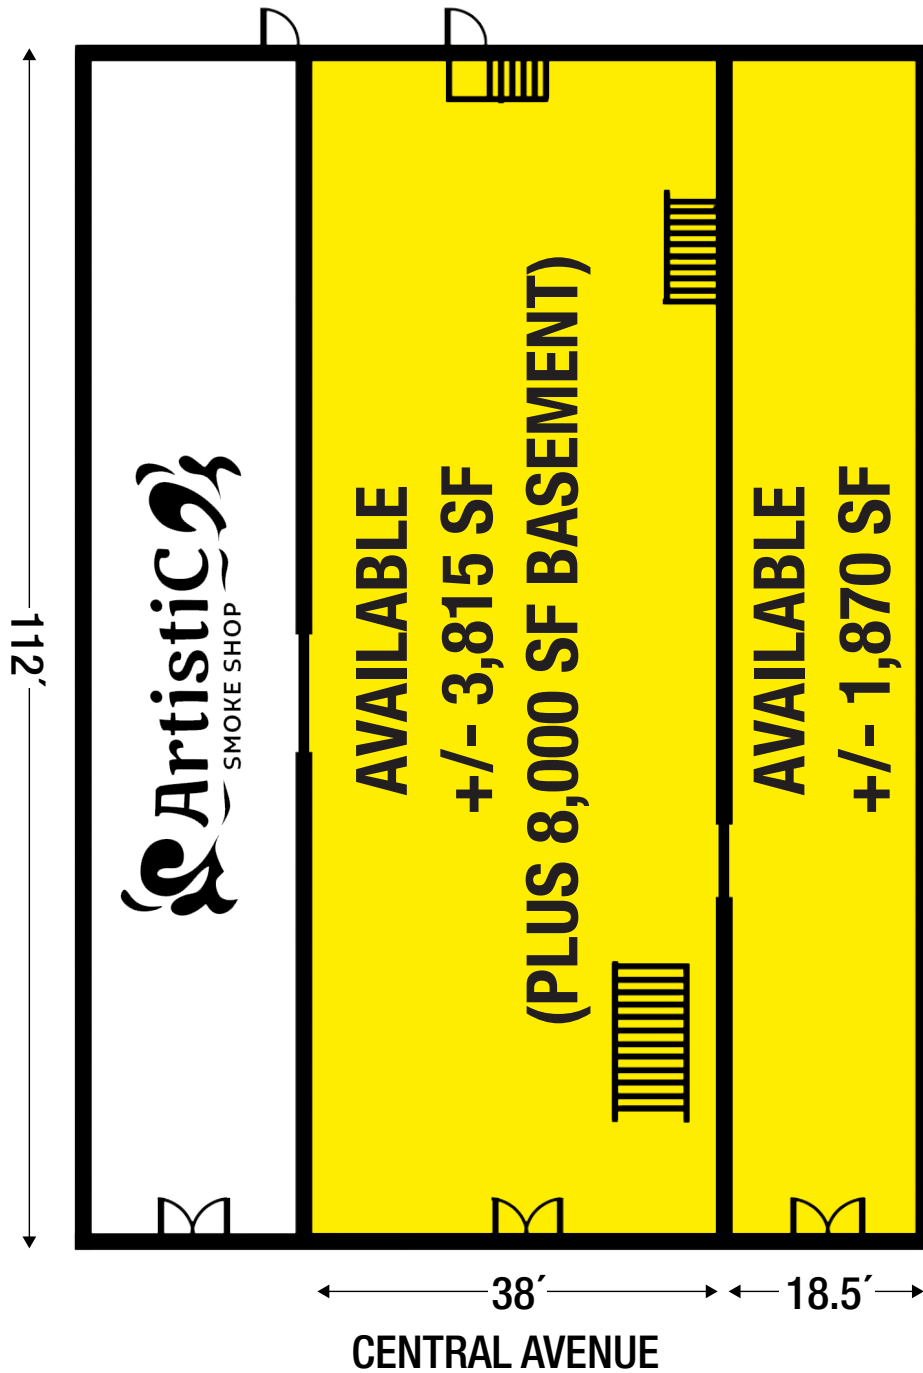 112´
Artistic
SMOKE SHOP
AVAILABLE
+/- 3,815 SF
(PLUS 8,000 SF BASEMENT)
AVAILABLE
+/- 1,870 SF
38´
18.5´
CENTRAL AVENUE